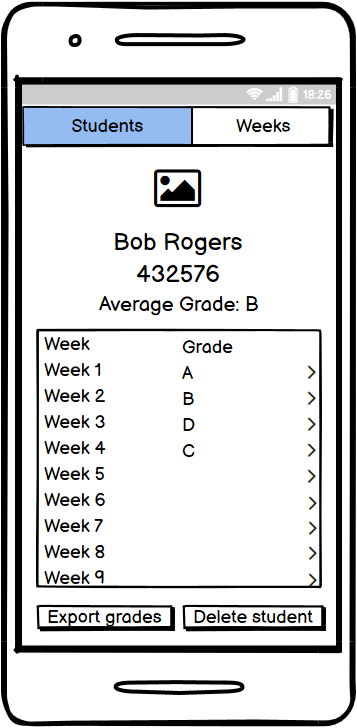 18:26
Students Weeks
Bob Rogers
432576
Average Grade: B
Week Grade
Week 1 A
Week 2 B
Week 3 D
Week 4 C
Week 5
Week 6
Week 7
Week 8
Week 9
Export grades Delete student